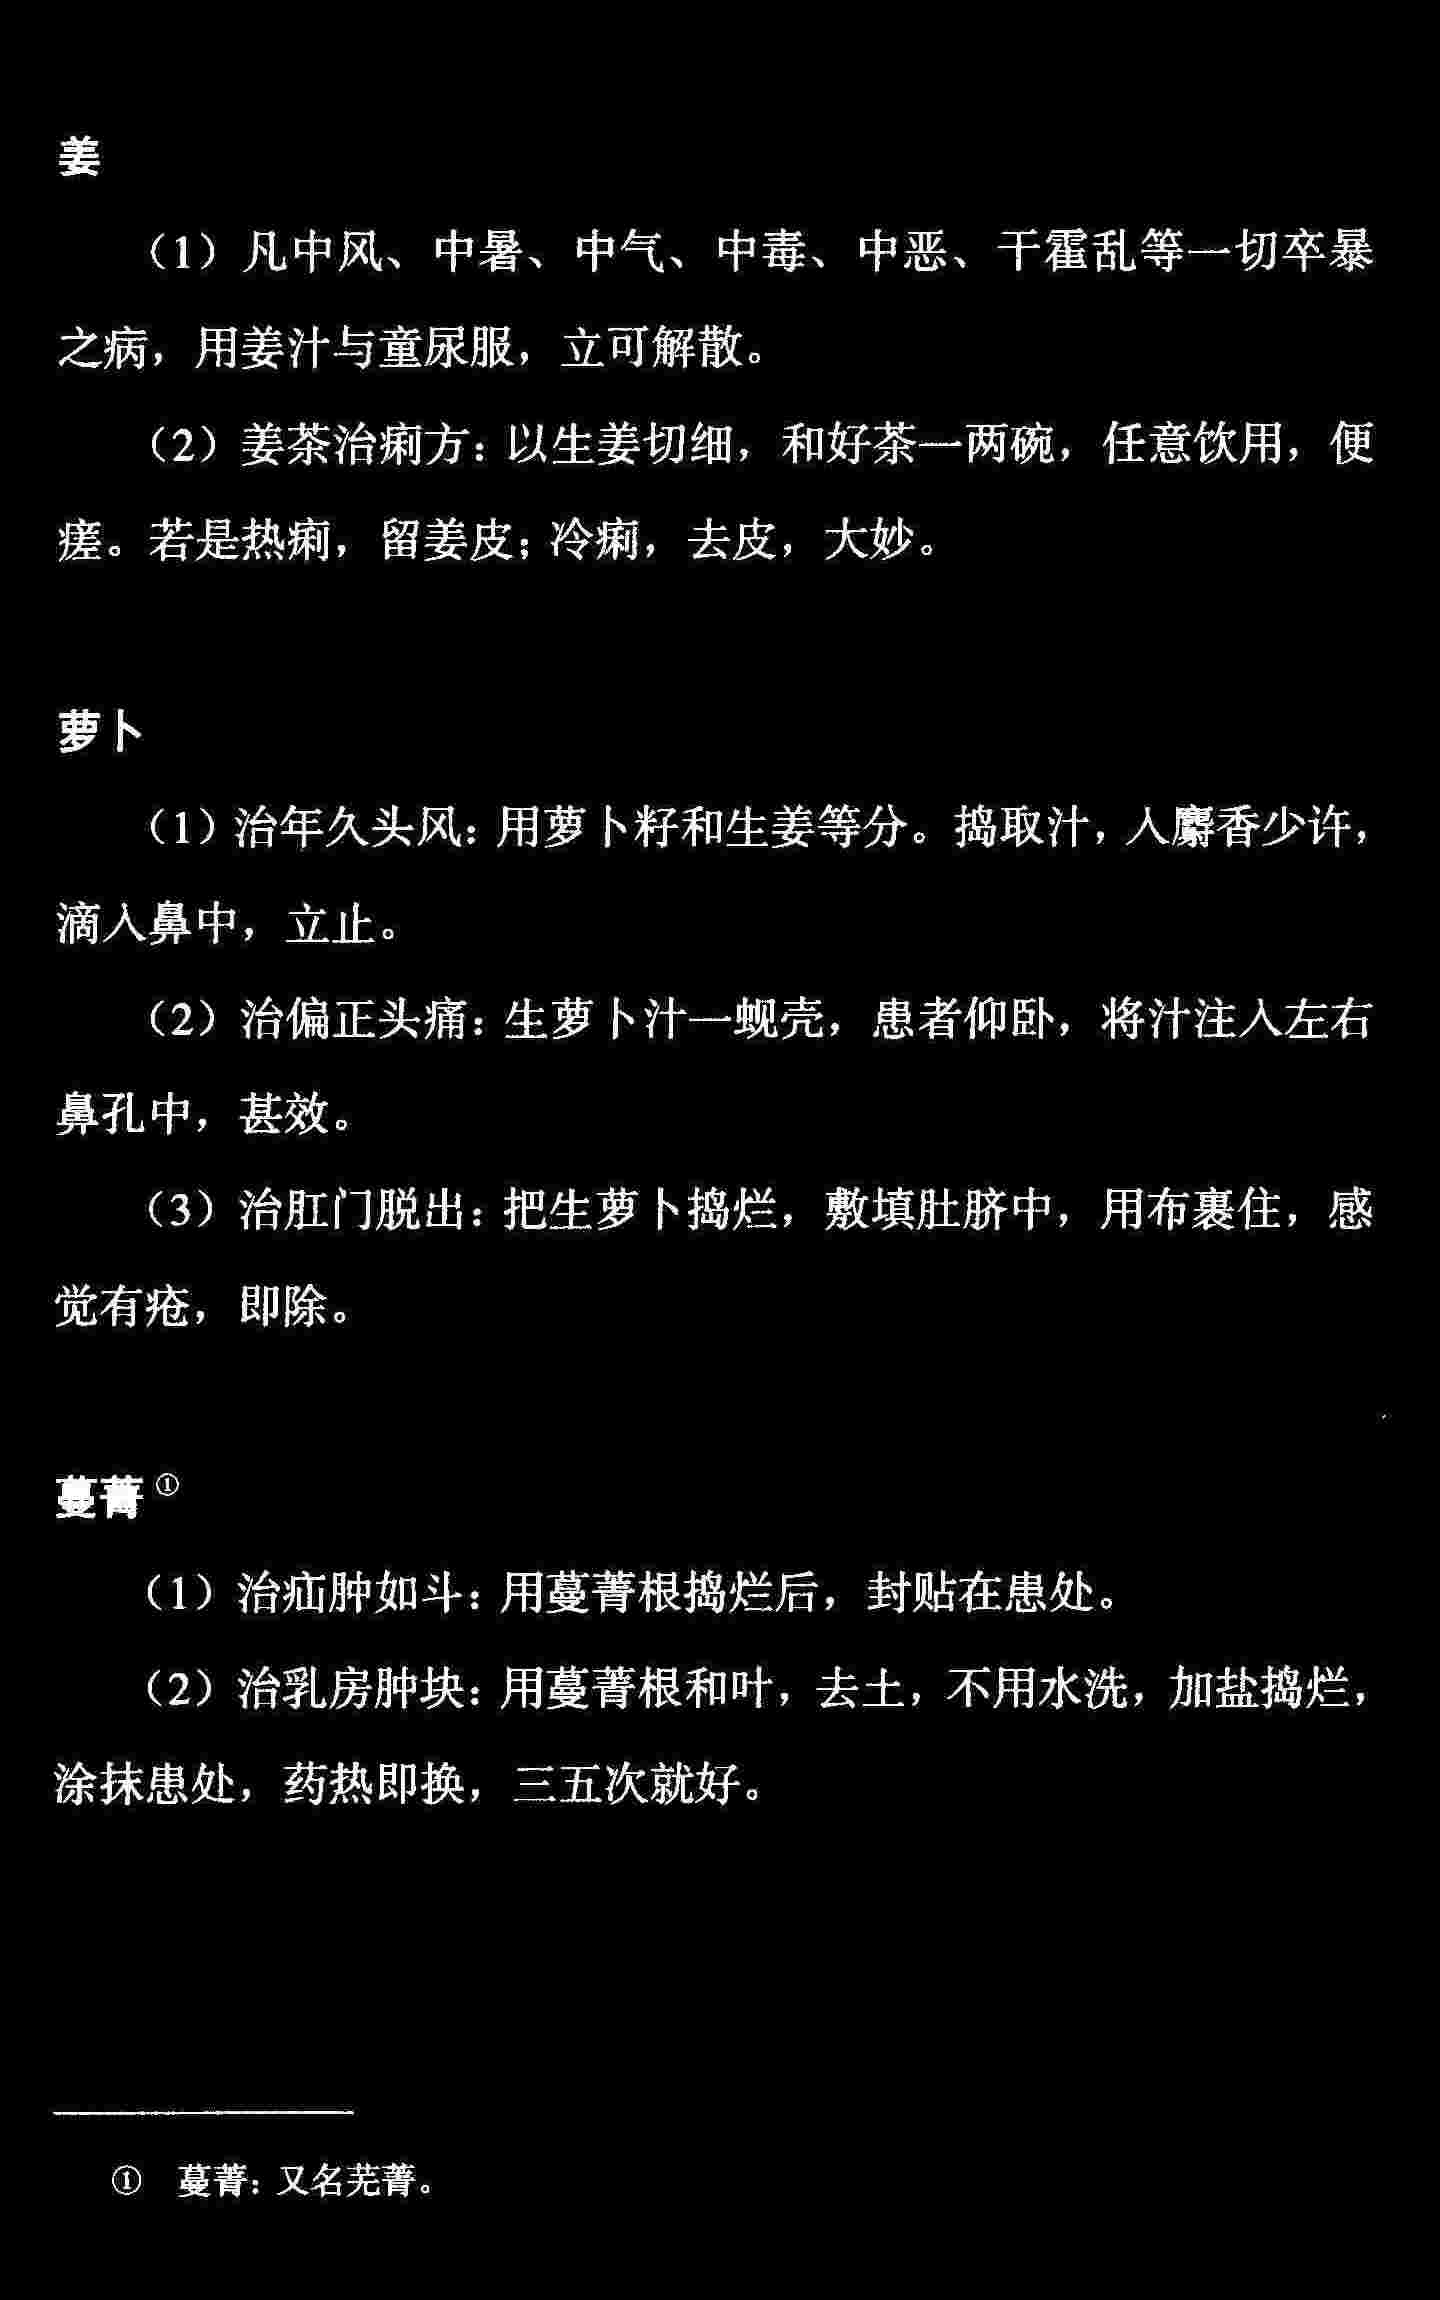 姜
（1）凡中风、中暑、中气、中毒、中恶、干霍乱等一切卒暴
之病，用姜汁与童尿服，立可解散。
（2）姜茶治痢方：以生姜切细，和好茶一两碗，任意饮用，便
瘥。若是热痢，留姜皮；冷痢，去皮，大妙。
萝卜
（1）治年久头风：用萝卜籽和生姜等分。捣取汁，入麝香少许，
滴入鼻中，立止。
（2）治偏正头痛：生萝卜汁一蚬壳，患者仰卧，将汁注入左右
鼻孔中，甚效。
（3）治肛门脱出：把生萝卜捣烂，敷填肚脐中，用布裹住，感
觉有疮，即除。
蔓菁①
（1）治疝肿如斗：用蔓菁根捣烂后，封贴在患处。
（2）治乳房肿块：用蔓菁根和叶，去土，不用水洗，加盐捣烂，
涂抹患处，药热即换，三五次就好。
① 蔓菁：又名芜菁。